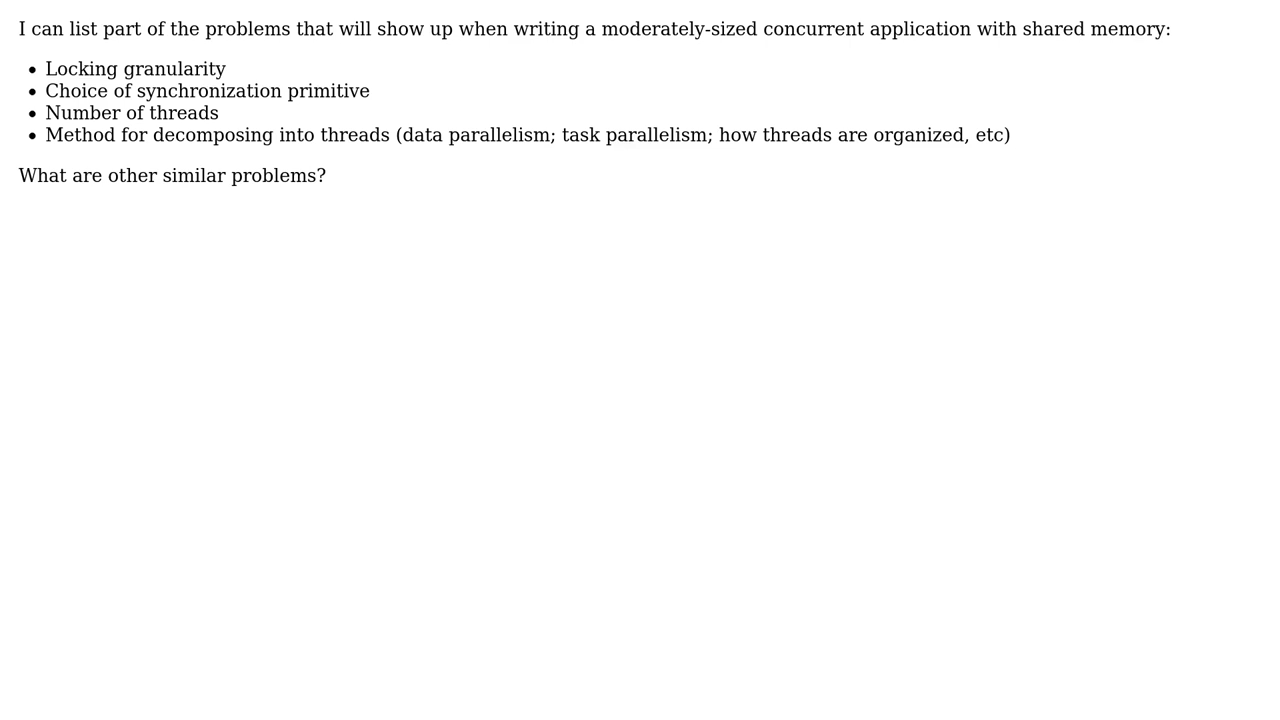 I can list part of the problems that will show up when writing a moderately-sized concurrent application with shared memory:
• Locking granularity
• Choice of synchronization primitive
• Number of threads
• Method for decomposing into threads (data parallelism; task parallelism; how threads are organized, etc)
What are other similar problems?